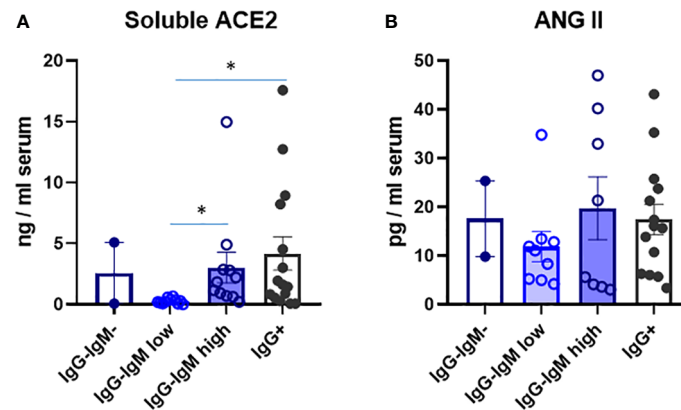 A
Soluble ACE2
ng / ml serum
20
15
10
5
0
*
*
IgG-IgM-
IgG-IgM low
IgG-IgM high
IgG+
B
ANG II
pg / ml serum
50
40
30
20
10
0
IgG-IgM-
IgG-IgM low
IgG-IgM high
IgG+